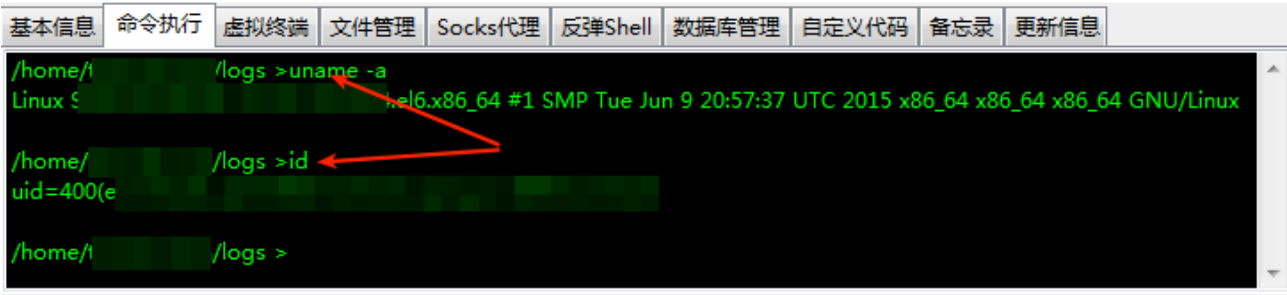 基本信息 命令执行 虚拟终端 文件管理 Socks代理 反弹Shell 数据库管理 自定义代码 备忘录 更新信息
/home/t /logs >uname -a
Linux S el6.x86_64 #1 SMP Tue Jun 9 20:57:37 UTC 2015 x86_64 x86_64 x86_64 GNU/Linux
/home/ /logs >id
uid=400(e
/home/t /logs >